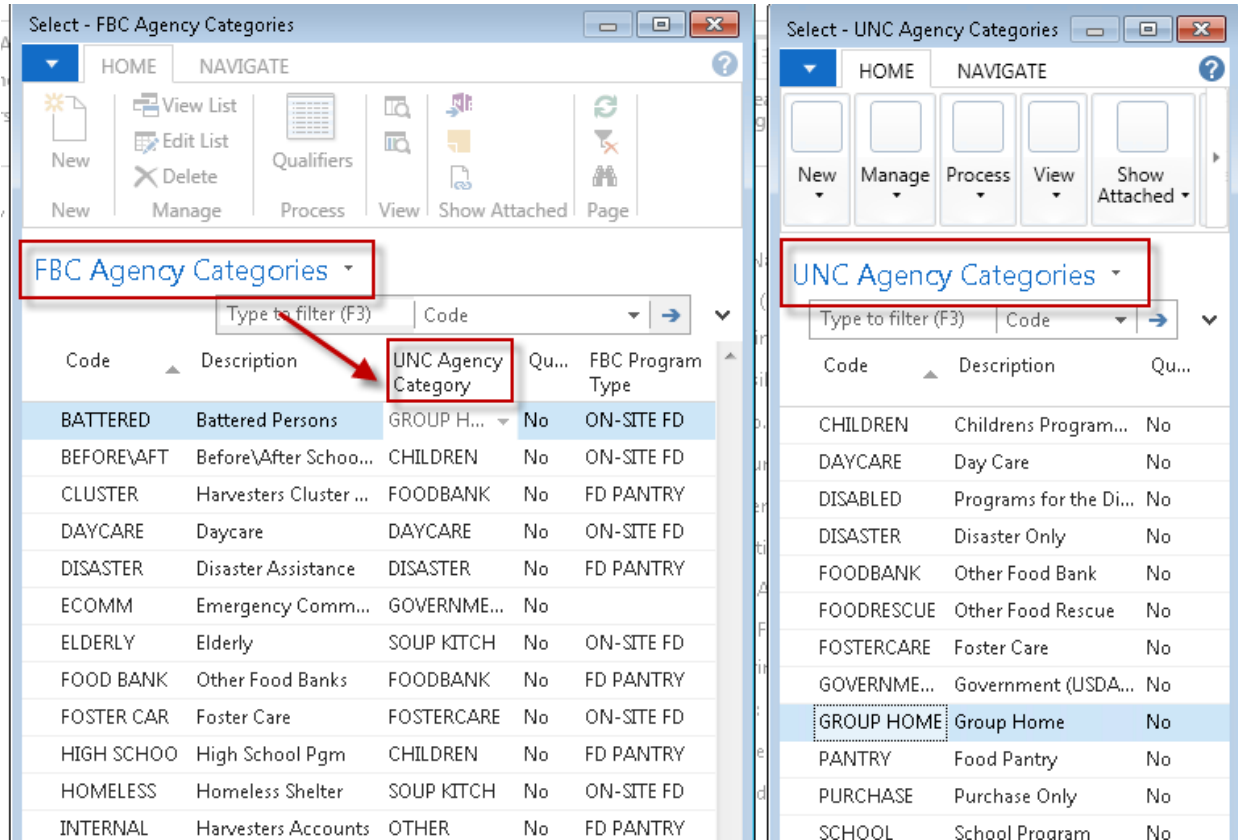 Select - FBC Agency Categories
HOME NAVIGATE
New
View List
Edit List
Delete
Qualifiers
New Manage Process View Show Attached Page
FBC Agency Categories
Type to filter (F3) Code
Code Description UNC Agency Category Qu... FBC Program Type
BATTERED Battered Persons GROUP H... No ON-SITE FD
BEFORE\AFT Before\After Schoo... CHILDREN No ON-SITE FD
CLUSTER Harvesters Cluster ... FOODBANK No FD PANTRY
DAYCARE Daycare DAYCARE No ON-SITE FD
DISASTER Disaster Assistance DISASTER No FD PANTRY
ECOMM Emergency Comm... GOVERNME... No
ELDERLY Elderly SOUP KITCH No ON-SITE FD
FOOD BANK Other Food Banks FOODBANK No FD PANTRY
FOSTER CAR Foster Care FOSTERCARE No ON-SITE FD
HIGH SCHOO High School Pgm CHILDREN No FD PANTRY
HOMELESS Homeless Shelter SOUP KITCH No ON-SITE FD
INTERNAL Harvesters Accounts OTHER No FD PANTRY
Select - UNC Agency Categories
HOME NAVIGATE
New Manage Process View Show Attached
UNC Agency Categories
Type to filter (F3) Code
Code Description Qu...
CHILDREN Childrens Program... No
DAYCARE Day Care No
DISABLED Programs for the Di... No
DISASTER Disaster Only No
FOODBANK Other Food Bank No
FOODRESCUE Other Food Rescue No
FOSTERCARE Foster Care No
GOVERNME... Government (USDA... No
GROUP HOME Group Home No
PANTRY Food Pantry No
PURCHASE Purchase Only No
SCHOOL School Program No